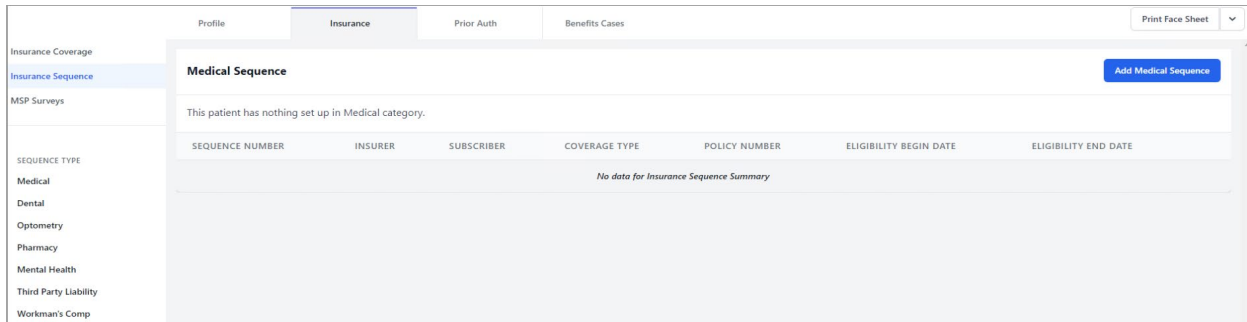 Profile Insurance Prior Auth Benefits Cases Print Face Sheet
Insurance Coverage
Insurance Sequence
MSP Surveys
SEQUENCE TYPE
Medical
Dental
Optometry
Pharmacy
Mental Health
Third Party Liability
Workman's Comp
Medical Sequence Add Medical Sequence
This patient has nothing set up in Medical category.
SEQUENCE NUMBER INSURER SUBSCRIBER COVERAGE TYPE POLICY NUMBER ELIGIBILITY BEGIN DATE ELIGIBILITY END DATE
No data for Insurance Sequence Summary